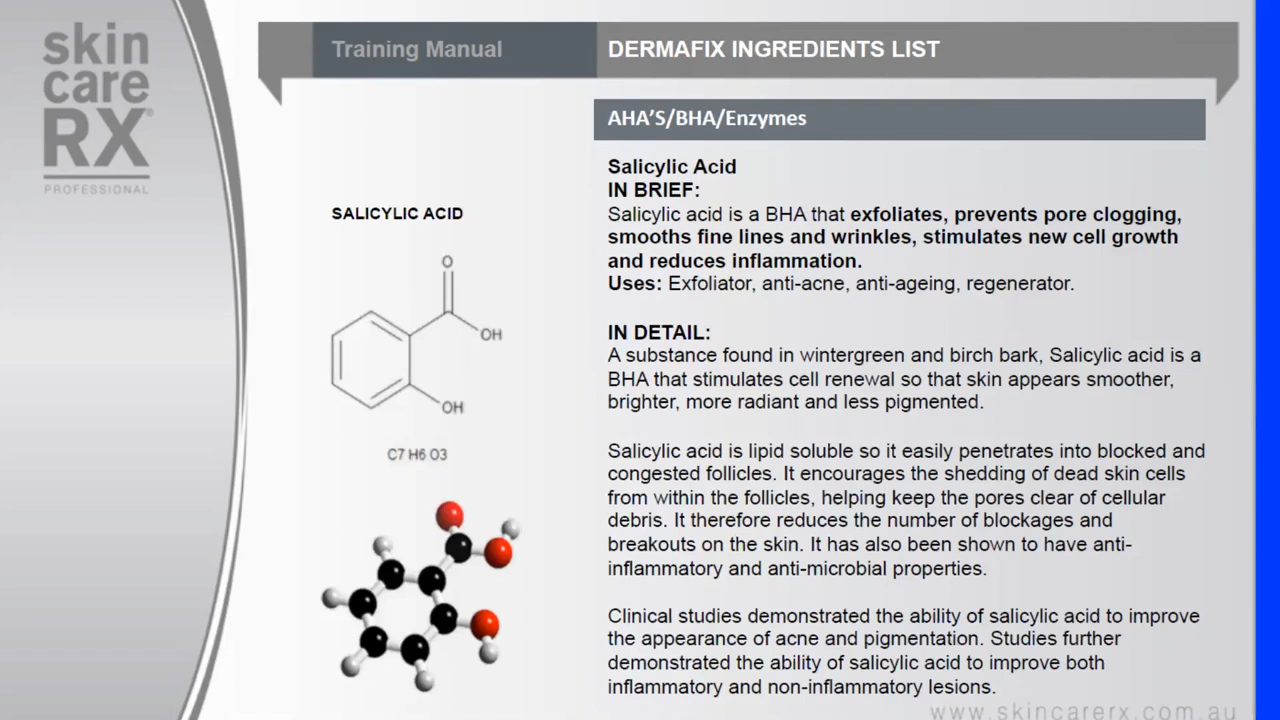 skin
care
RX®
PROFESSIONAL
Training Manual
DERMAFIX INGREDIENTS LIST
AHA'S/BHA/Enzymes
SALICYLIC ACID
O
OH
OH
C7 H6 O3
Salicylic Acid
IN BRIEF:
Salicylic acid is a BHA that exfoliates, prevents pore clogging,
smooths fine lines and wrinkles, stimulates new cell growth
and reduces inflammation.
Uses: Exfoliator, anti-acne, anti-ageing, regenerator.
IN DETAIL:
A substance found in wintergreen and birch bark, Salicylic acid is a
BHA that stimulates cell renewal so that skin appears smoother,
brighter, more radiant and less pigmented.
Salicylic acid is lipid soluble so it easily penetrates into blocked and
congested follicles. It encourages the shedding of dead skin cells
from within the follicles, helping keep the pores clear of cellular
debris. It therefore reduces the number of blockages and
breakouts on the skin. It has also been shown to have anti-
inflammatory and anti-microbial properties.
Clinical studies demonstrated the ability of salicylic acid to improve
the appearance of acne and pigmentation. Studies further
demonstrated the ability of salicylic acid to improve both
inflammatory and non-inflammatory lesions.
www.skincarerx.com.au